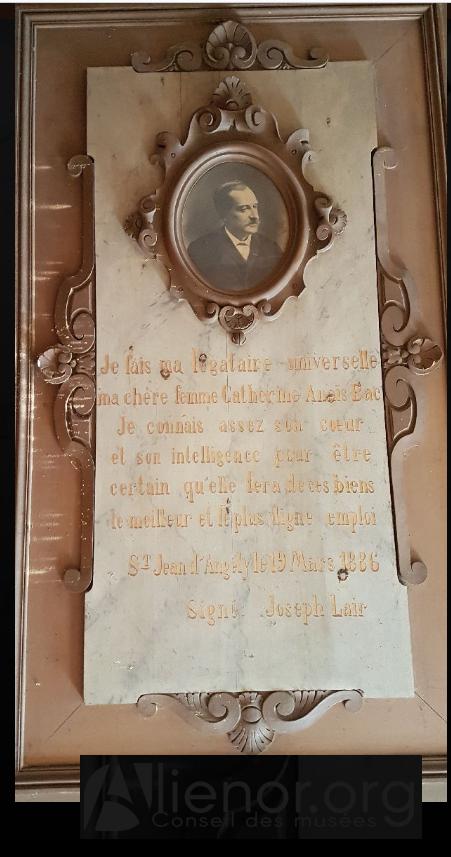 Je fais ma légataire universelle
ma chère femme Catherine Anaïs Bac
Je connais assez son cœur
et son intelligence pour être
certain qu'elle fera de ces biens
le meilleur et le plus digne emploi
St Jean d'Angély le 19 Mars 1886
Signé Joseph Lair
Alienor.org
Conseil des musées